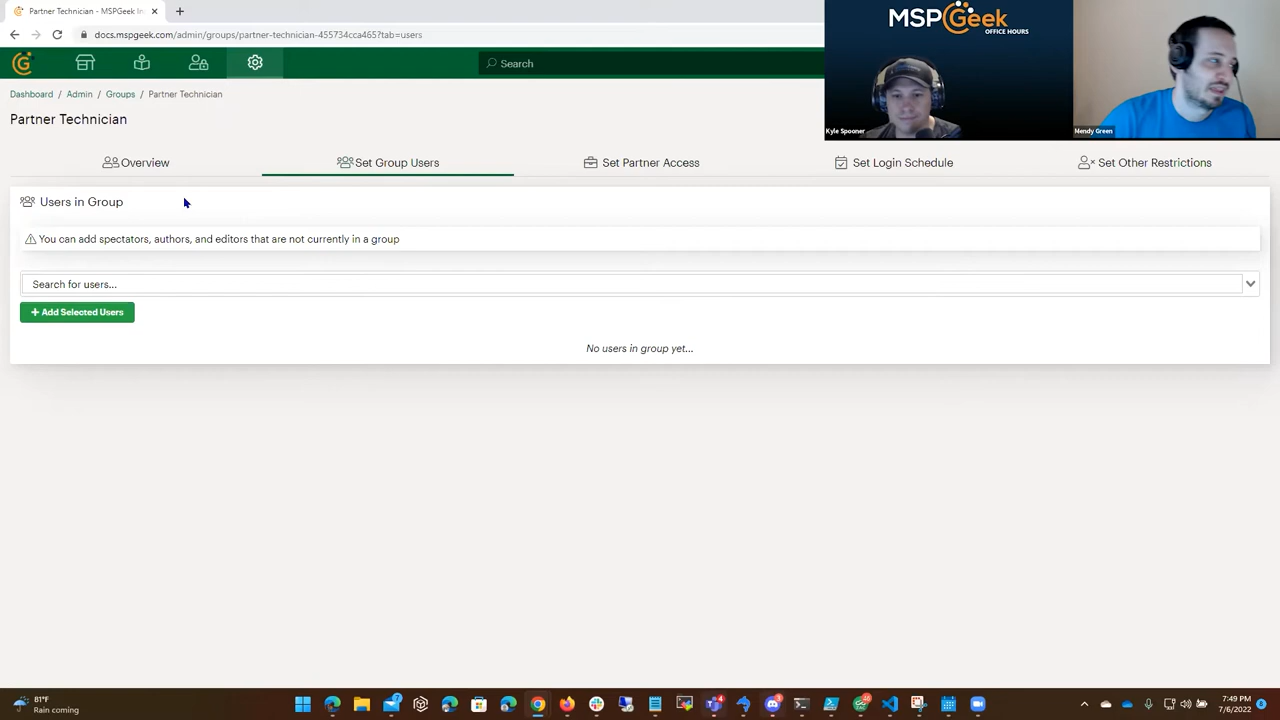 Partner Technician - MSPGeek In
docs.mspgeek.com/admin/groups/partner-technician-455734cca465?tab=users
Search
MSPGeek
OFFICE HOURS
Kyle Spooner
Mendy Green
Dashboard / Admin / Groups / Partner Technician
Partner Technician
Overview
Set Group Users
Set Partner Access
Set Login Schedule
Set Other Restrictions
Users in Group
You can add spectators, authors, and editors that are not currently in a group
Search for users...
+ Add Selected Users
No users in group yet...
81°F
Rain coming
7:49 PM
7/6/2022